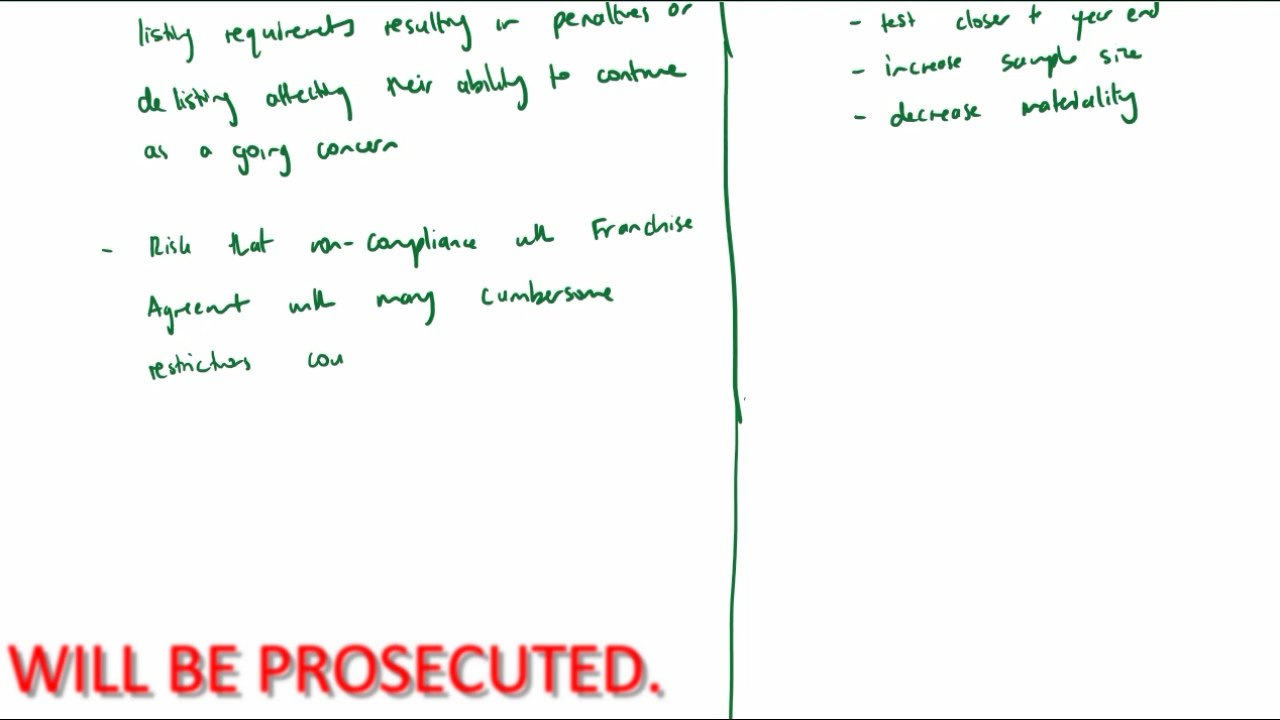 listing requirements resulting in penalties or
delisting affecting their ability to continue
as a going concern
- Risk that non-compliance with Franchise
Agreement with many cumbersome
restrictions cou
- test closer to year end
- increase sample size
- decrease materiality
WILL BE PROSECUTED.